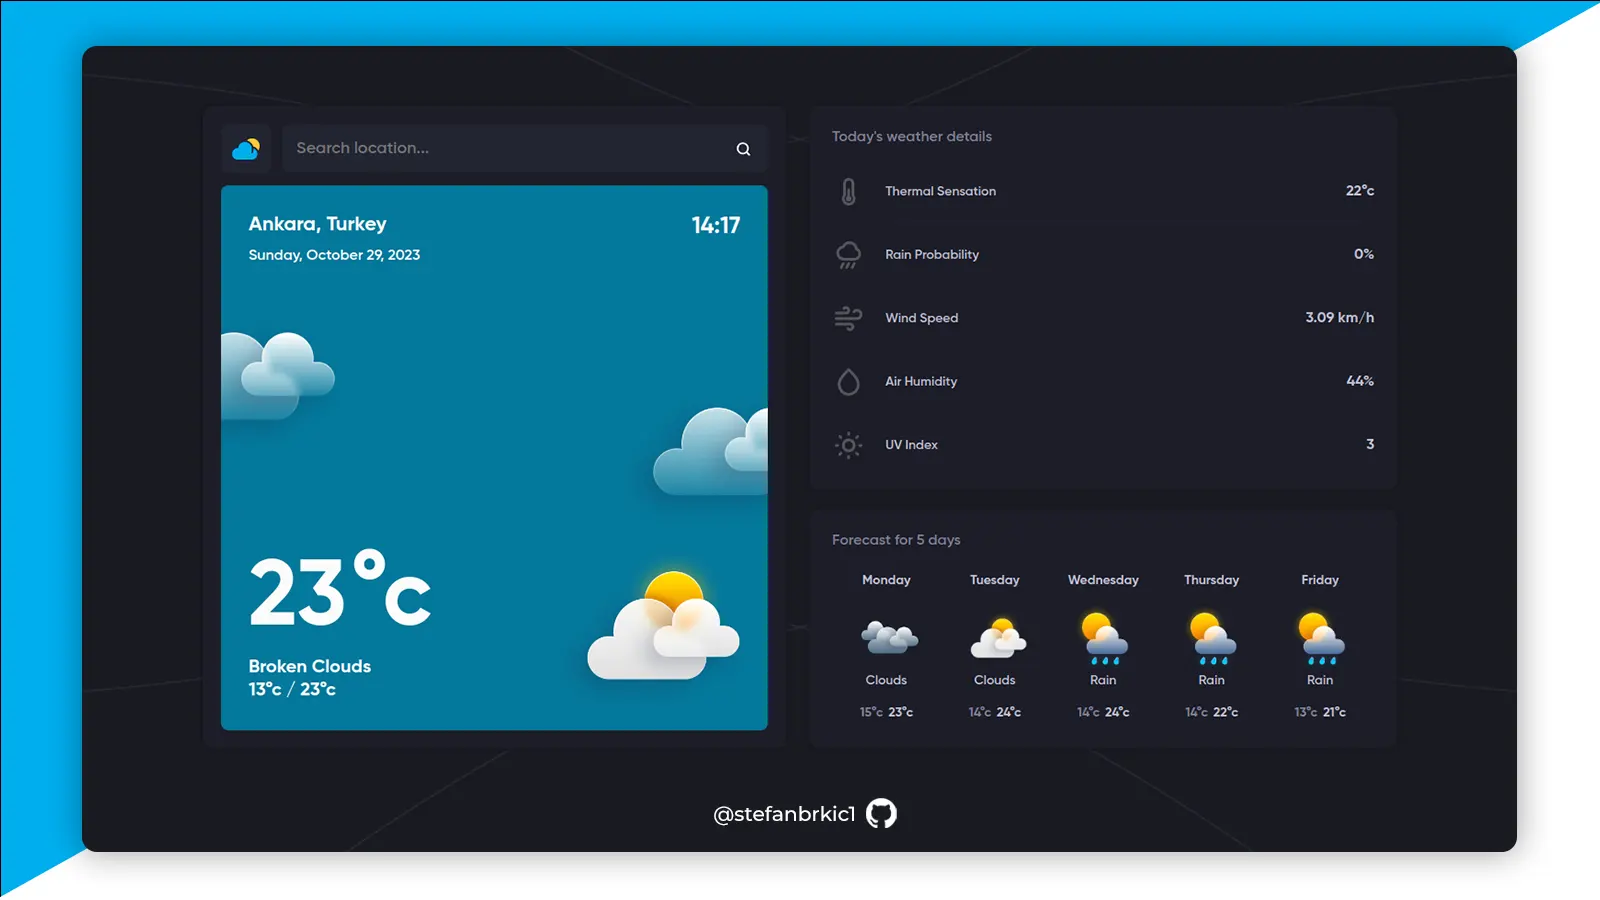 Search location...
Ankara, Turkey
14:17
Sunday, October 29, 2023
23°c
Broken Clouds
13°c / 23°c
Today's weather details
Thermal Sensation 22°c
Rain Probability 0%
Wind Speed 3.09 km/h
Air Humidity 44%
UV Index 3
Forecast for 5 days
Monday Tuesday Wednesday Thursday Friday
Clouds Clouds Rain Rain Rain
15°c 23°c 14°c 24°c 14°c 24°c 14°c 22°c 13°c 21°c
@stefanbrkic1